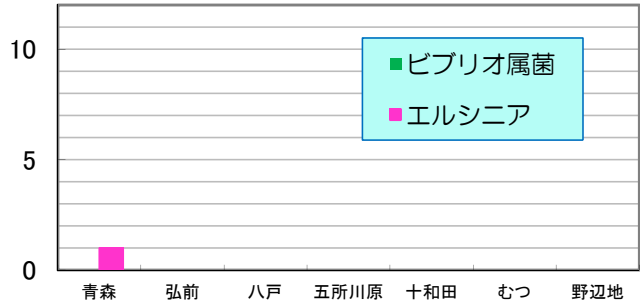 10
ビブリオ属菌
エルシニア
5
0
青森 弘前 八戸 五所川原 十和田 むつ 野辺地